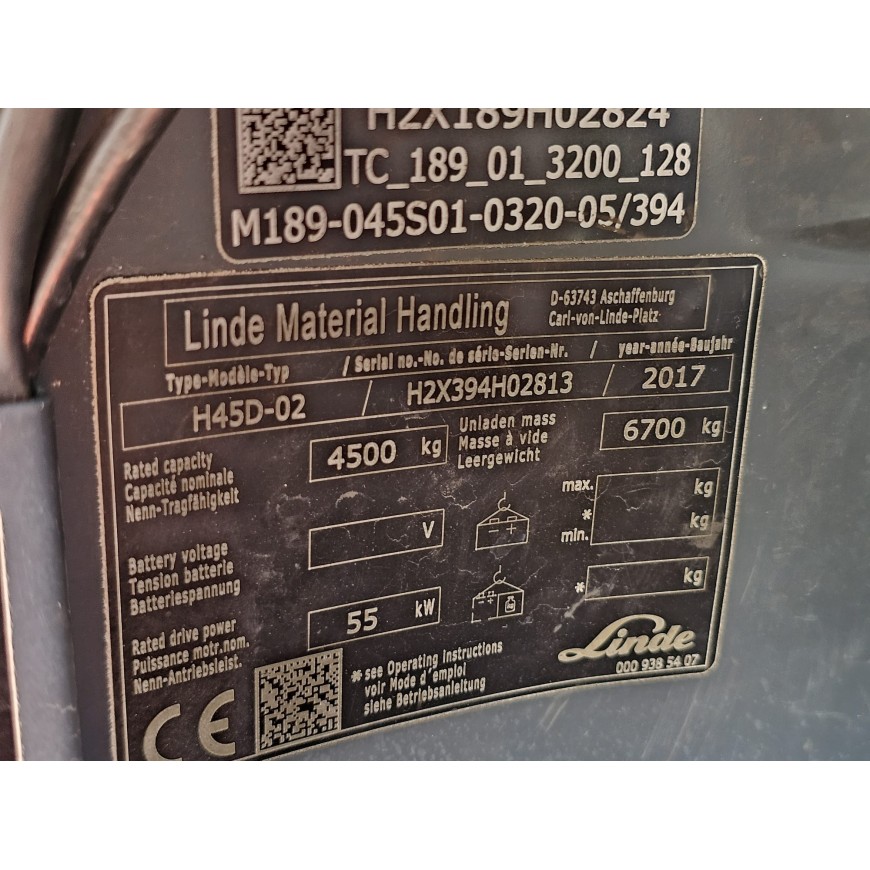 H2X189H02824
TC_189_01_3200_128
M189-045S01-0320-05/394
Linde Material Handling
D-63743 Aschaffenburg
Carl-von-Linde-Platz
Type-Modèle-Typ / Serial no.-No. de série-Serien-Nr. / year-année-Baujahr
H45D-02 / H2X394H02813 / 2017
Rated capacity
Capacité nominale
Nenn-Tragfähigkeit
4500 kg
Unladen mass
Masse à vide
Leergewicht
6700 kg
Battery voltage
Tension batterie
Batteriespannung
V
max. kg
*
min. kg
Rated drive power
Puissance motr.nom.
Nenn-Antriebsleist.
55 kW
- +
- + kg
* kg
*see Operating Instructions
voir Mode d'emploi
siehe Betriebsanleitung
Linde
000 938 54 07
CE